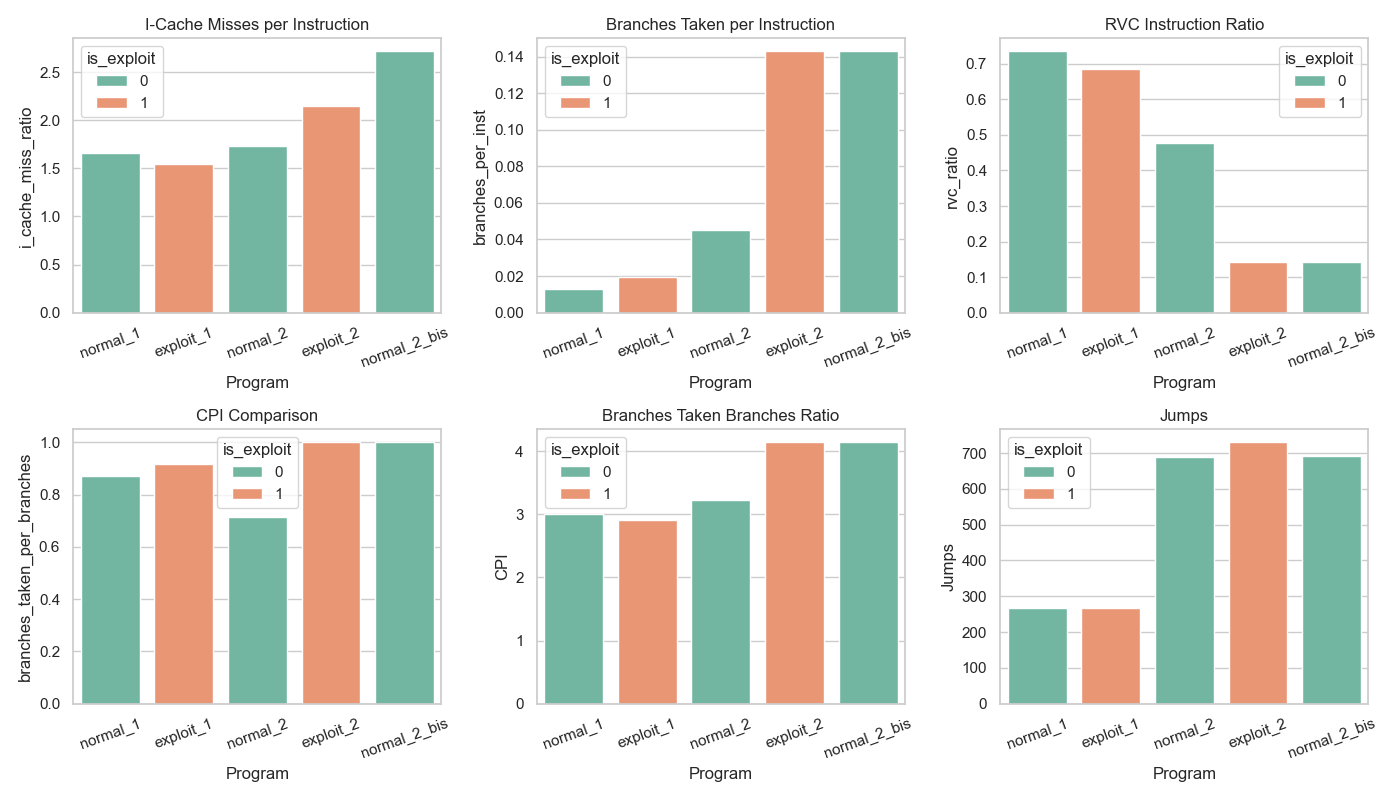 I-Cache Misses per Instruction
i_cache_miss_ratio
2.5
2.0
1.5
1.0
0.5
0.0
is_exploit
0
1
normal_1
exploit_1
normal_2
exploit_2
normal_2_bis
Program
Branches Taken per Instruction
branches_per_inst
0.14
0.12
0.10
0.08
0.06
0.04
0.02
0.00
is_exploit
0
1
normal_1
exploit_1
normal_2
exploit_2
normal_2_bis
RVC Instruction Ratio
rvc_ratio
0.7
0.6
0.5
0.4
0.3
0.2
0.1
0.0
is_exploit
0
1
normal_1
exploit_1
normal_2
exploit_2
normal_2_bis
Program
CPI Comparison
branches_taken_per_branches
1.0
0.8
0.6
0.4
0.2
0.0
is_exploit
0
1
normal_1
exploit_1
normal_2
exploit_2
normal_2_bis
Program
Branches Taken Branches Ratio
CPI
4
3
2
1
0
is_exploit
0
1
normal_1
exploit_1
normal_2
exploit_2
normal_2_bis
Program
Jumps
Jumps
700
600
500
400
300
200
100
0
is_exploit
0
1
normal_1
exploit_1
normal_2
exploit_2
normal_2_bis
Program